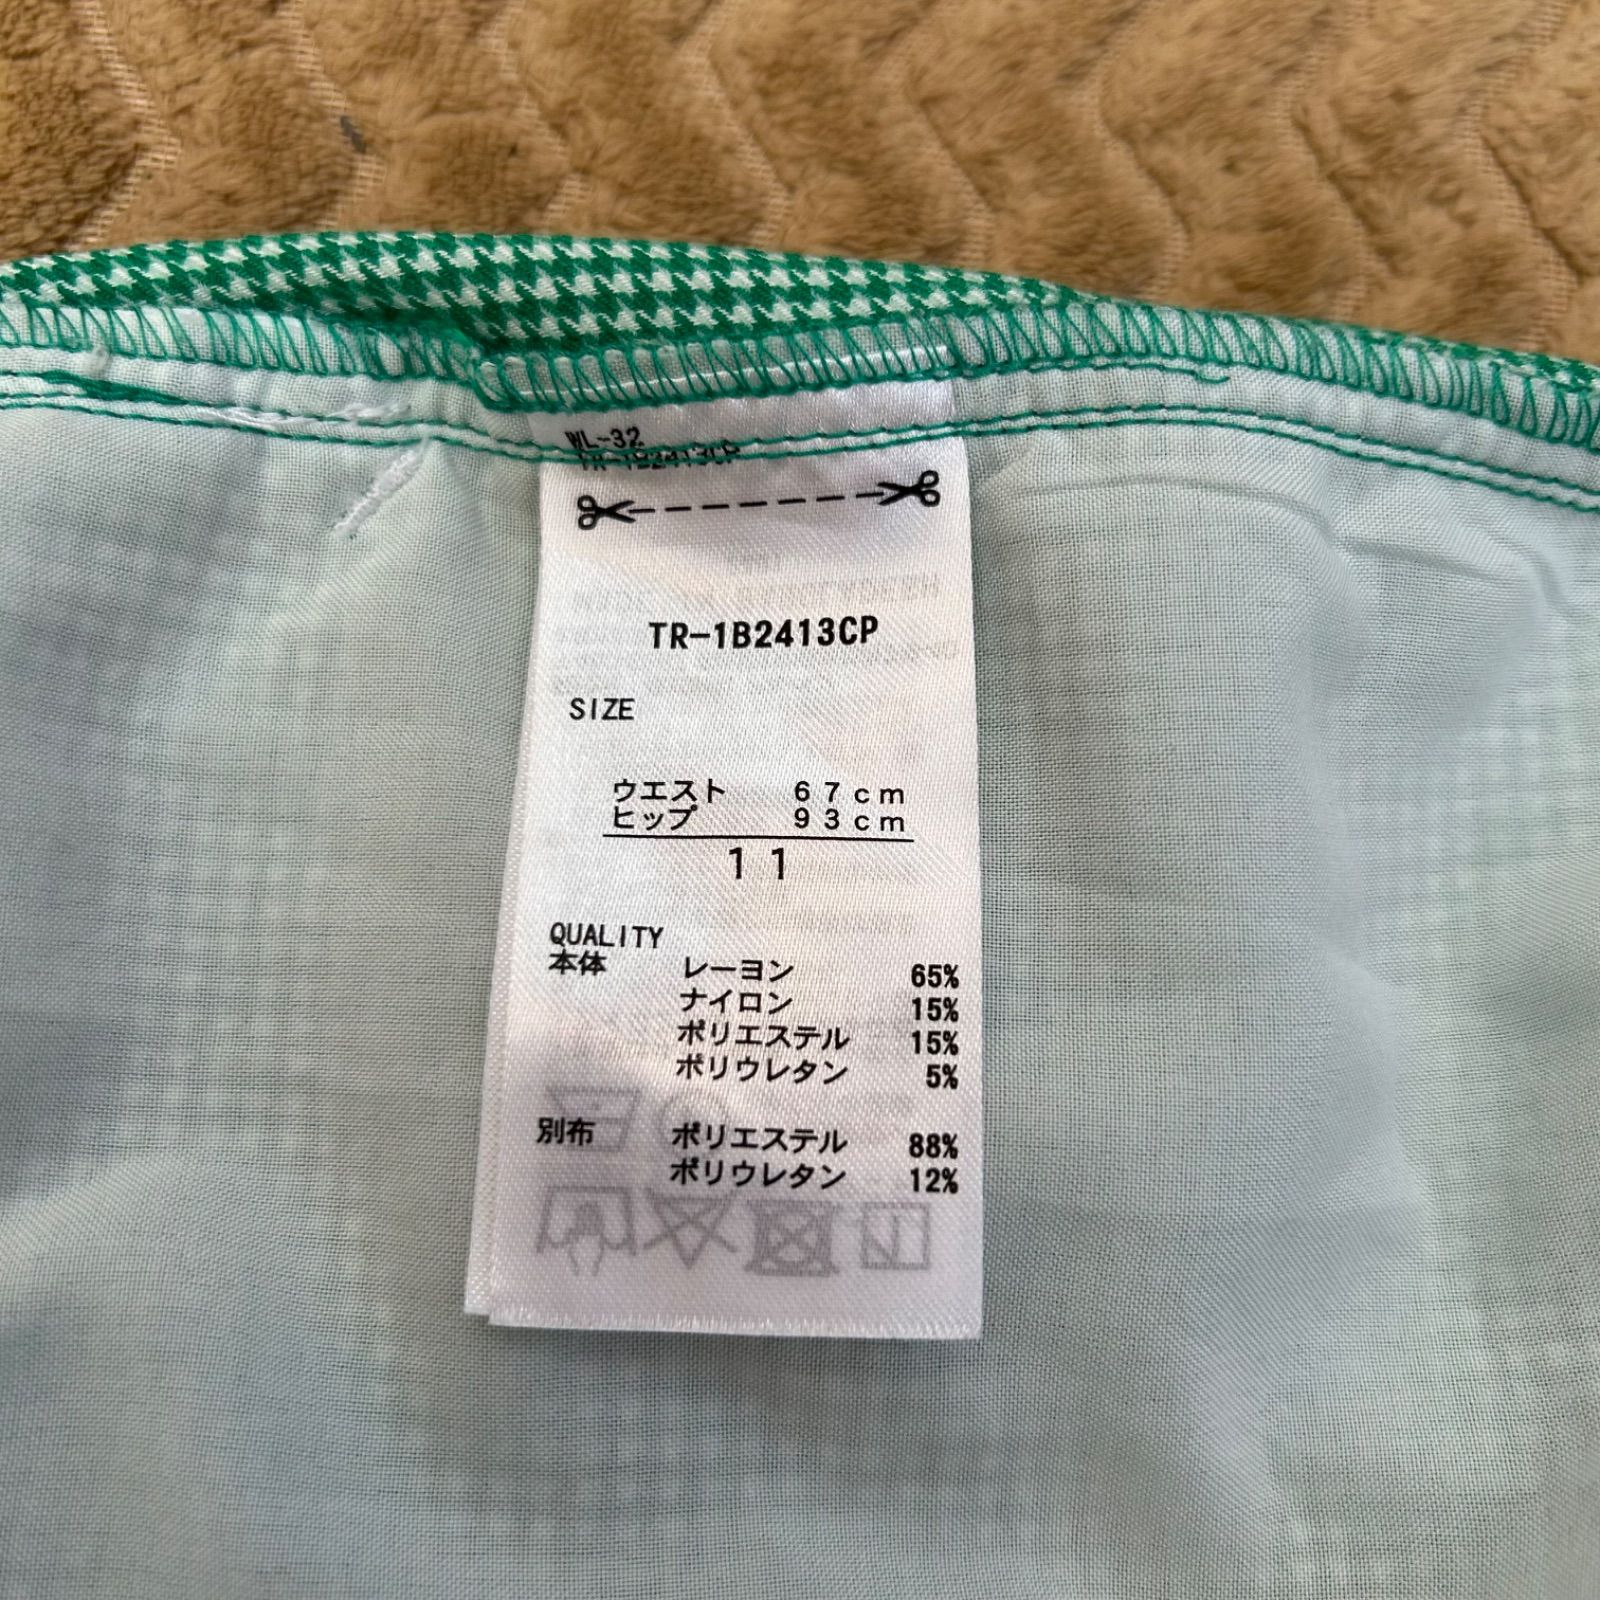 WL-32
TR-1B2413CP
TR-1B2413CP
SIZE
ウエスト 67cm
ヒップ 93cm
11
QUALITY
本体 レーヨン 65%
ナイロン 15%
ポリエステル 15%
ポリウレタン 5%
別布 ポリエステル 88%
ポリウレタン 12%